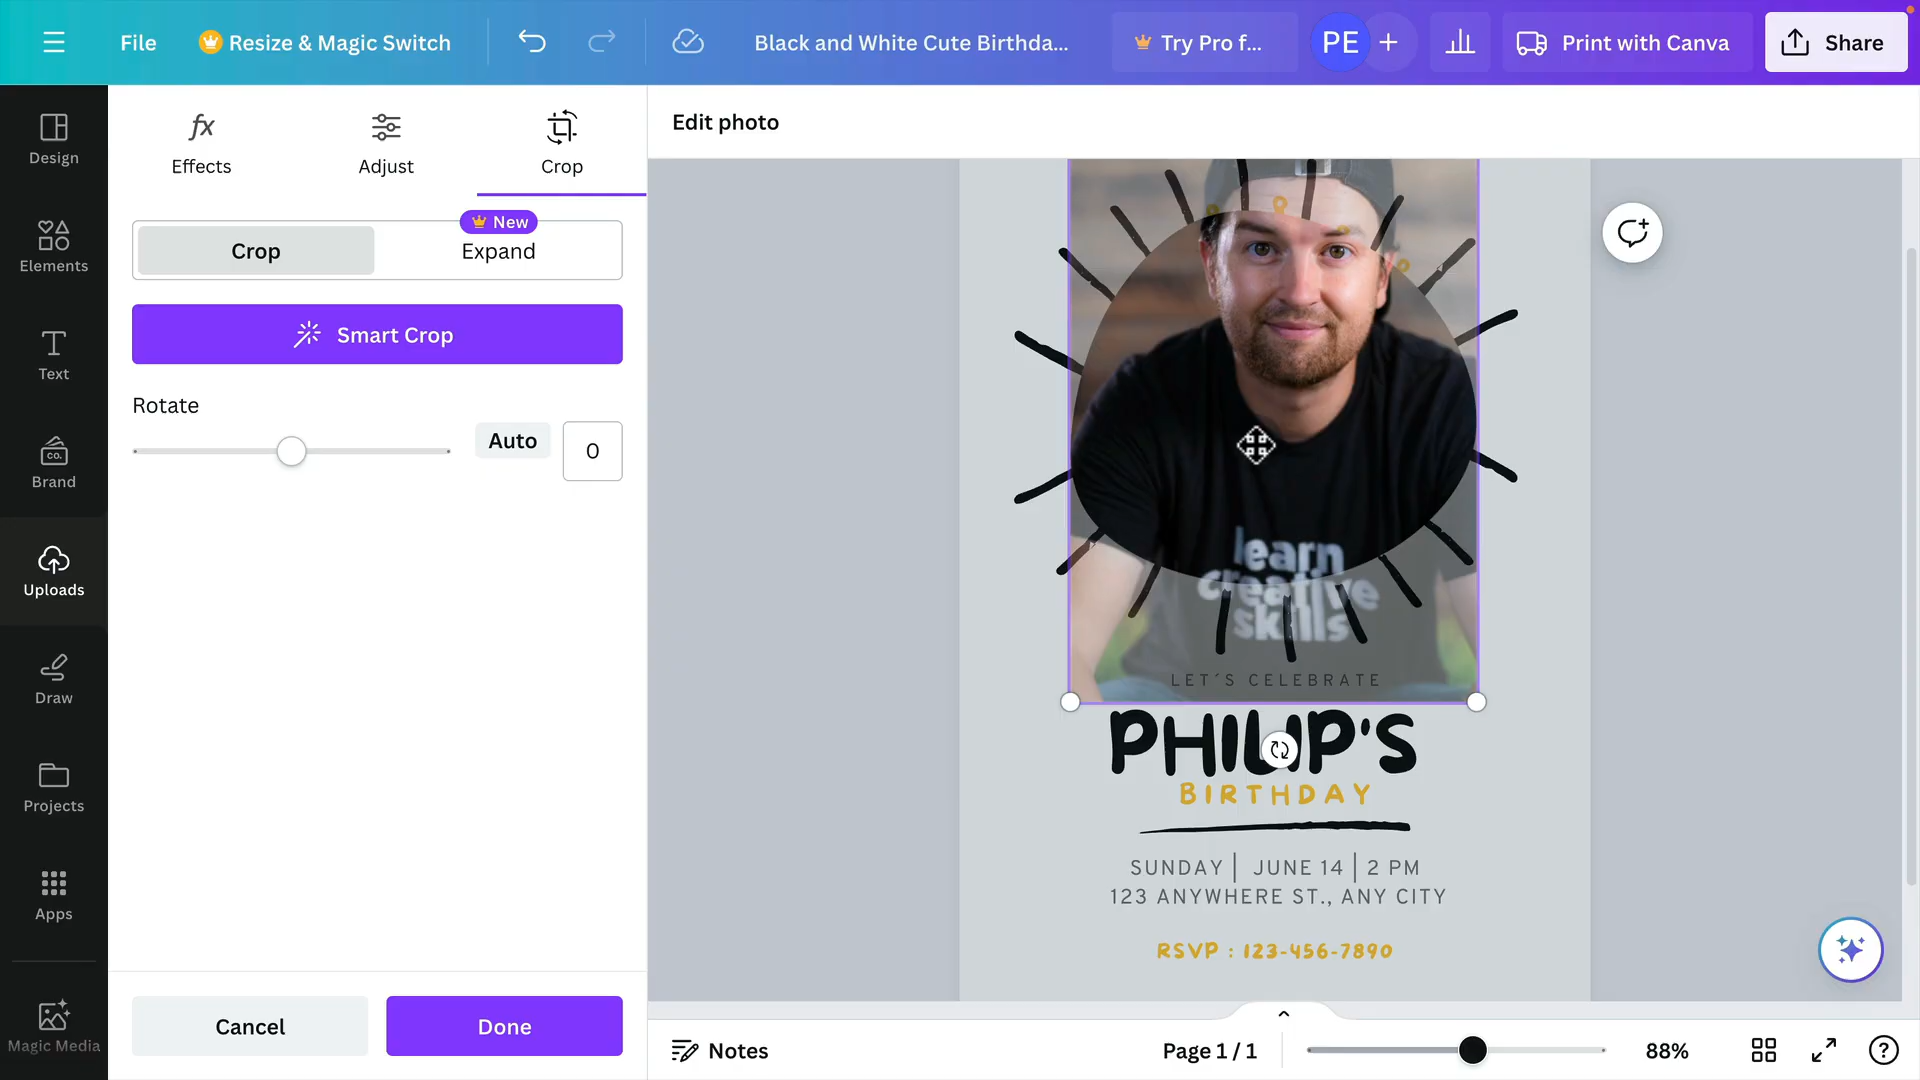 File
Resize & Magic Switch
Black and White Cute Birthda...
Try Pro f...
PE
Print with Canva
Share
Design
Elements
Text
CO.
Brand
Uploads
Draw
Projects
Apps
Magic Media
fx
Effects
Adjust
Crop
Crop
New
Expand
Smart Crop
Rotate
Auto
0
Cancel
Done
Edit photo
learn
creative
skills
LET'S CELEBRATE
PHILIP'S
BIRTHDAY
SUNDAY | JUNE 14 | 2 PM
123 ANYWHERE ST., ANY CITY
RSVP : 123-456-7890
Notes
Page 1 / 1
88%